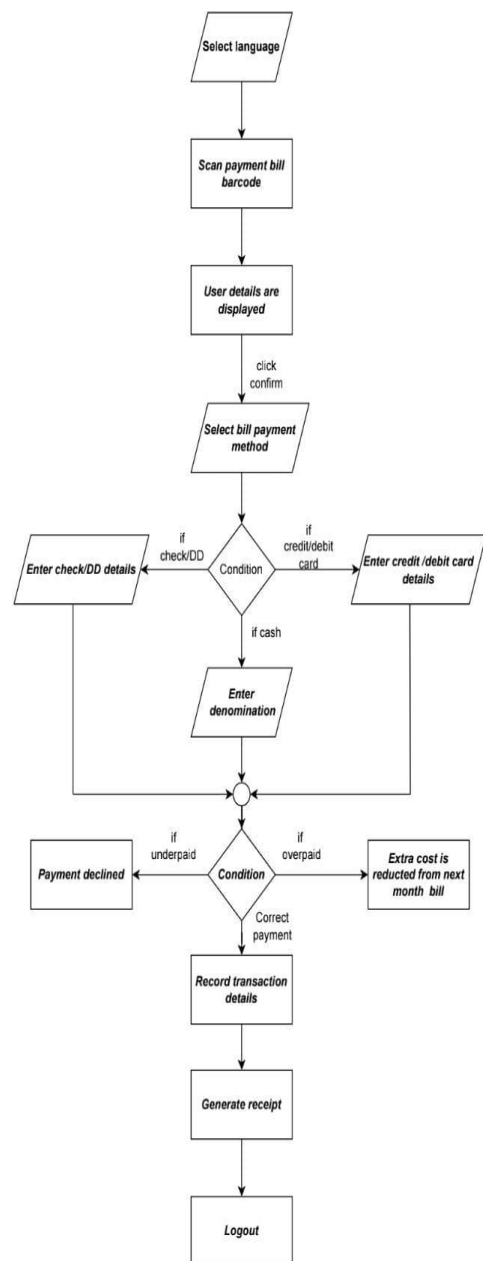 Select language
Scan payment bill
barcode
User details are
displayed
click
confirm
Select bill payment
method
if
check/DD
Condition
if
credit/debit
card
Enter check/DD details
Enter credit /debit card
details
if cash
Enter
denomination
if
underpaid
if
overpaid
Payment declined
Condition
Extra cost is
reducted from next
month bill
Correct
payment
Record transaction
details
Generate receipt
Logout